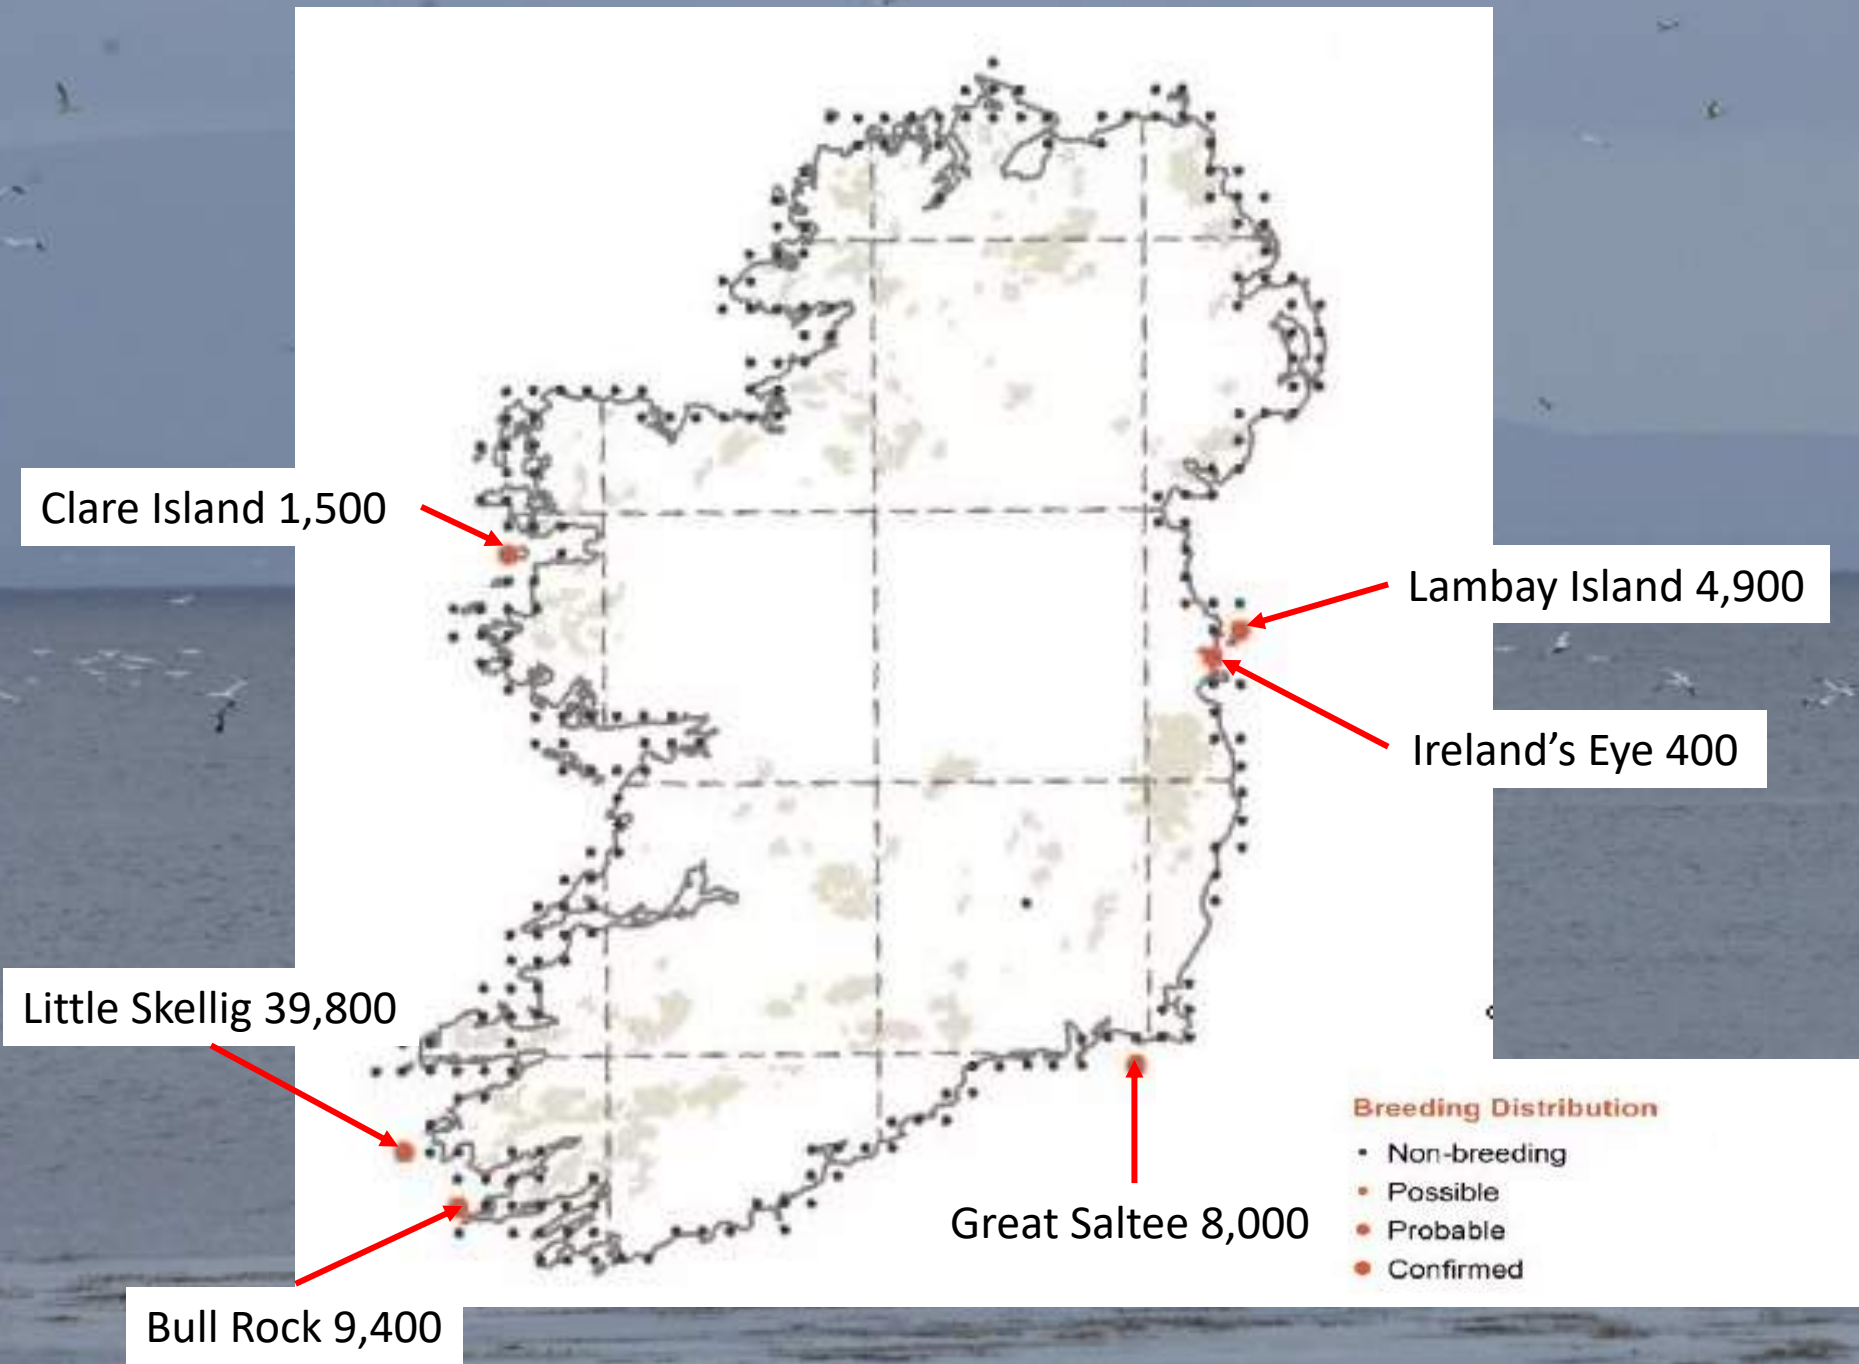 Clare Island 1,500
Lambay Island 4,900
Ireland’s Eye 400
Little Skellig 39,800
Great Saltee 8,000
Bull Rock 9,400
Breeding Distribution
Non-breeding
Possible
Probable
Confirmed